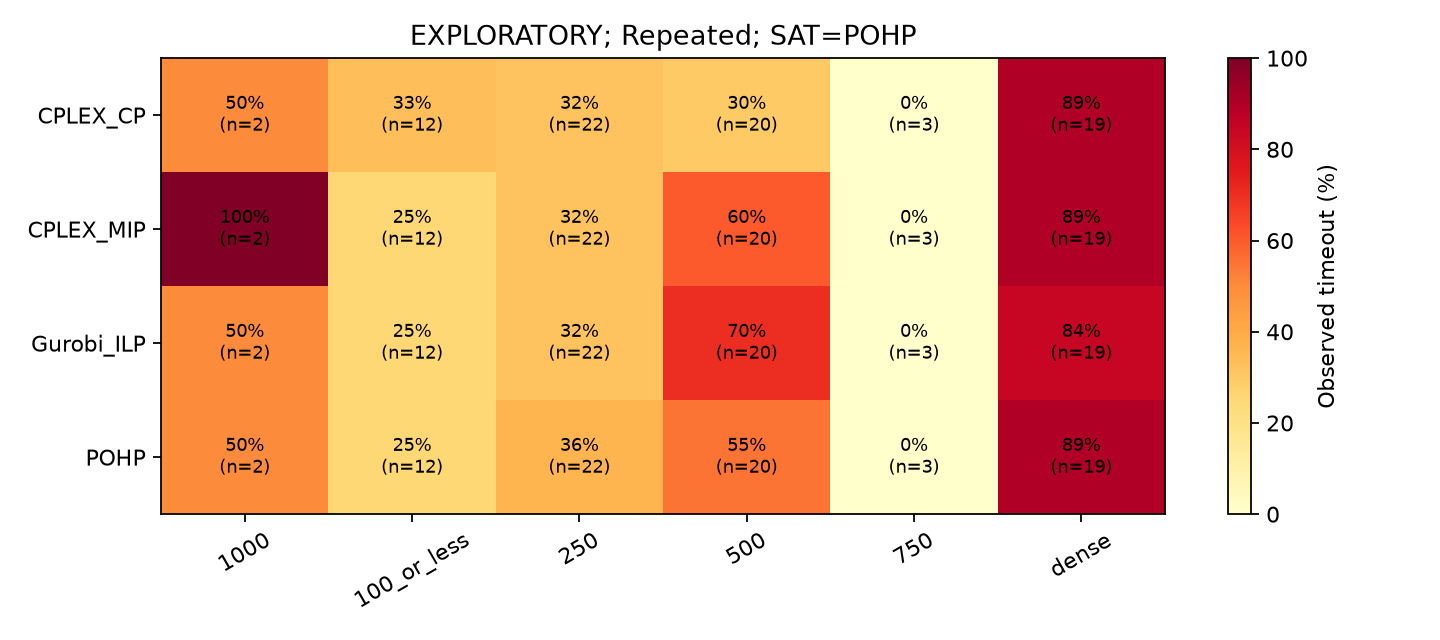 EXPLORATORY; Repeated; SAT=POHP
CPLEX_CP
50%
(n=2)
33%
(n=12)
32%
(n=22)
30%
(n=20)
0%
(n=3)
89%
(n=19)
CPLEX_MIP
100%
(n=2)
25%
(n=12)
32%
(n=22)
60%
(n=20)
0%
(n=3)
89%
(n=19)
Gurobi_ILP
50%
(n=2)
25%
(n=12)
32%
(n=22)
70%
(n=20)
0%
(n=3)
84%
(n=19)
POHP
50%
(n=2)
25%
(n=12)
36%
(n=22)
55%
(n=20)
0%
(n=3)
89%
(n=19)
1000
100_or_less
250
500
750
dense
100
80
60
40
20
0
Observed timeout (%)